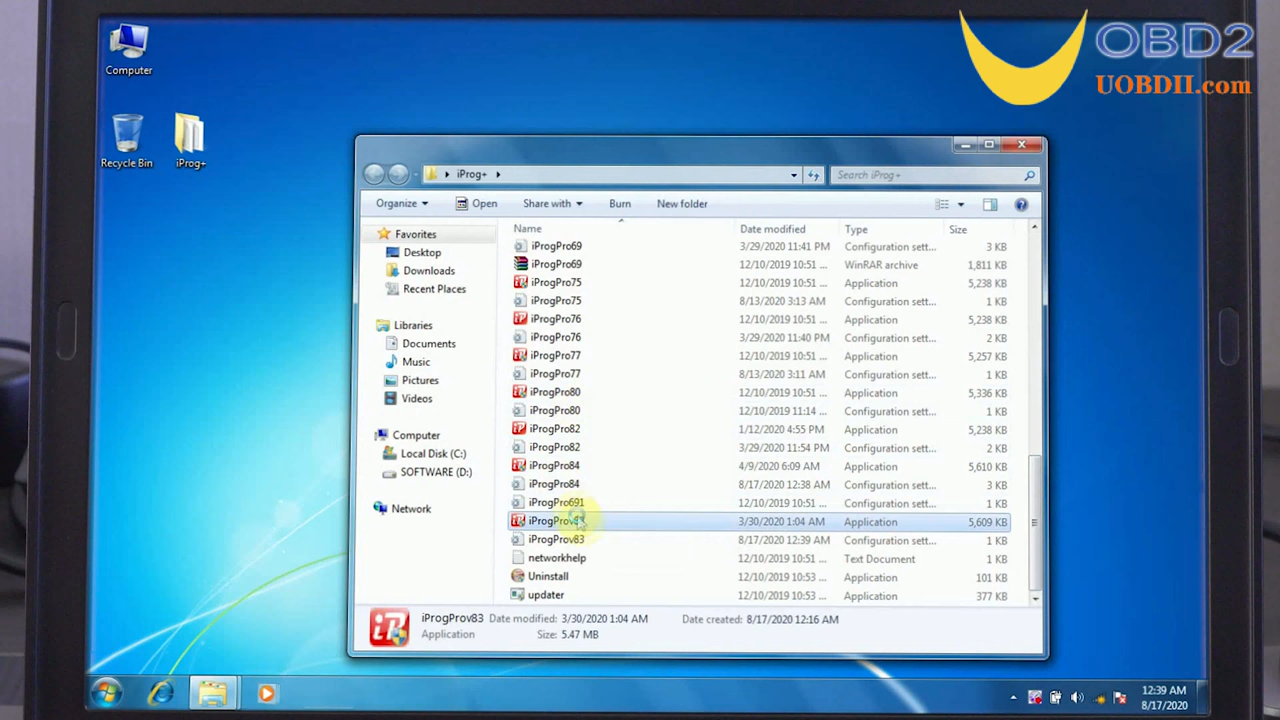 OBD2
UOBDII.com
Computer
Recycle Bin
iProg+
iProg+
Search iProg+
Organize
Open
Share with
Burn
New folder
Favorites
Desktop
Downloads
Recent Places
Libraries
Documents
Music
Pictures
Videos
Computer
Local Disk (C:)
SOFTWARE (D:)
Network
Name Date modified Type Size
iProgPro69 3/29/2020 11:41 PM Configuration sett... 3 KB
iProgPro69 12/10/2019 10:51 ... WinRAR archive 1,811 KB
iProgPro75 12/10/2019 10:51 ... Application 5,238 KB
iProgPro75 8/13/2020 3:13 AM Configuration sett... 1 KB
iProgPro76 12/10/2019 10:51 ... Application 5,238 KB
iProgPro76 3/29/2020 11:40 PM Configuration sett... 2 KB
iProgPro77 12/10/2019 10:51 ... Application 5,257 KB
iProgPro77 8/13/2020 3:11 AM Configuration sett... 1 KB
iProgPro80 12/10/2019 10:51 ... Application 5,336 KB
iProgPro80 12/10/2019 11:14 ... Configuration sett... 1 KB
iProgPro82 1/12/2020 4:55 PM Application 5,238 KB
iProgPro82 3/29/2020 11:54 PM Configuration sett... 2 KB
iProgPro84 4/9/2020 6:09 AM Application 5,610 KB
iProgPro84 8/17/2020 12:38 AM Configuration sett... 1 KB
iProgPro691 12/10/2019 10:51 ... Configuration sett... 1 KB
iProgProv83 3/30/2020 1:04 AM Application 5,609 KB
iProgProv83 8/17/2020 12:39 AM Configuration sett... 1 KB
networkhelp 12/10/2019 10:51 ... Text Document 1 KB
Uninstall 12/10/2019 10:53 ... Application 101 KB
updater 12/10/2019 10:53 ... Application 377 KB
iProgProv83 Date modified: 3/30/2020 1:04 AM Date created: 8/17/2020 12:16 AM
Application Size: 5.47 MB
12:39 AM
8/17/2020